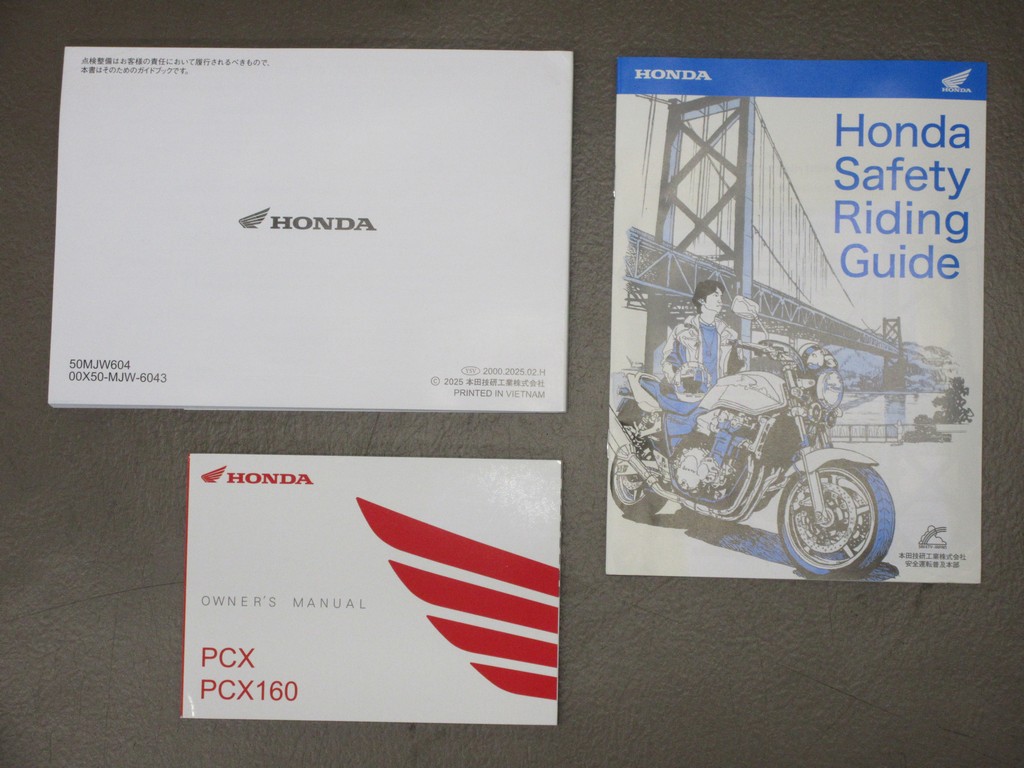 点検整備はお客様の責任において履行されるべきもので、
本書はそのためのガイドブックです。
HONDA
50MJW604
00X50-MJW-6043
2000.2025.02.H
© 2025 本田技研工業株式会社
PRINTED IN VIETNAM
HONDA
HONDA
Honda
Safety
Riding
Guide
本田技研工業株式会社
安全運転普及本部
HONDA
OWNER'S MANUAL
PCX
PCX160